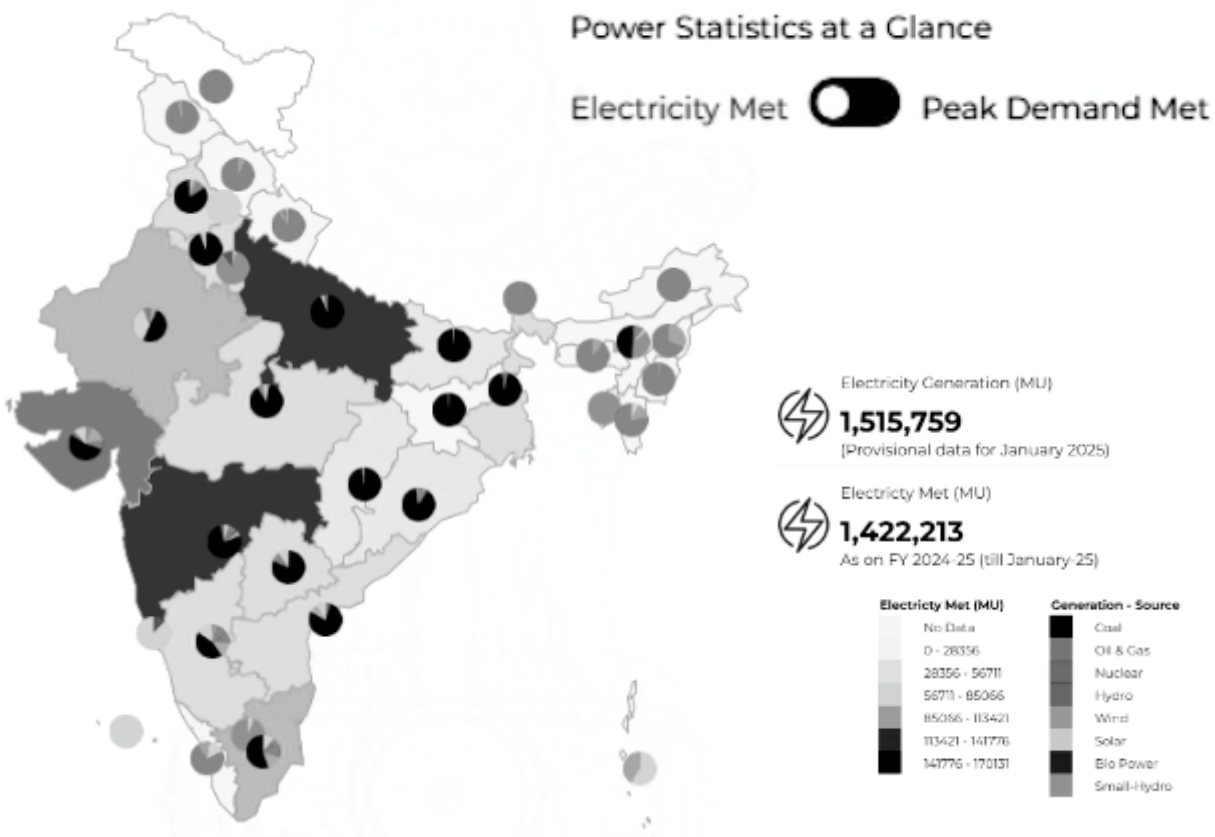 Power Statistics at a Glance
Electricity Met Peak Demand Met
Electricity Generation (MU)
1,515,759
(Provisional data for January 2025)
Electricty Met (MU)
1,422,213
As on FY 2024-25 (till January-25)
Electricty Met (MU)
No Data
0 - 28356
28356 - 56711
56711 - 85066
85066 - 113421
113421 - 141776
141776 - 170131
Generation - Source
Coal
Oil & Gas
Nuclear
Hydro
Wind
Solar
Bio Power
Small-Hydro